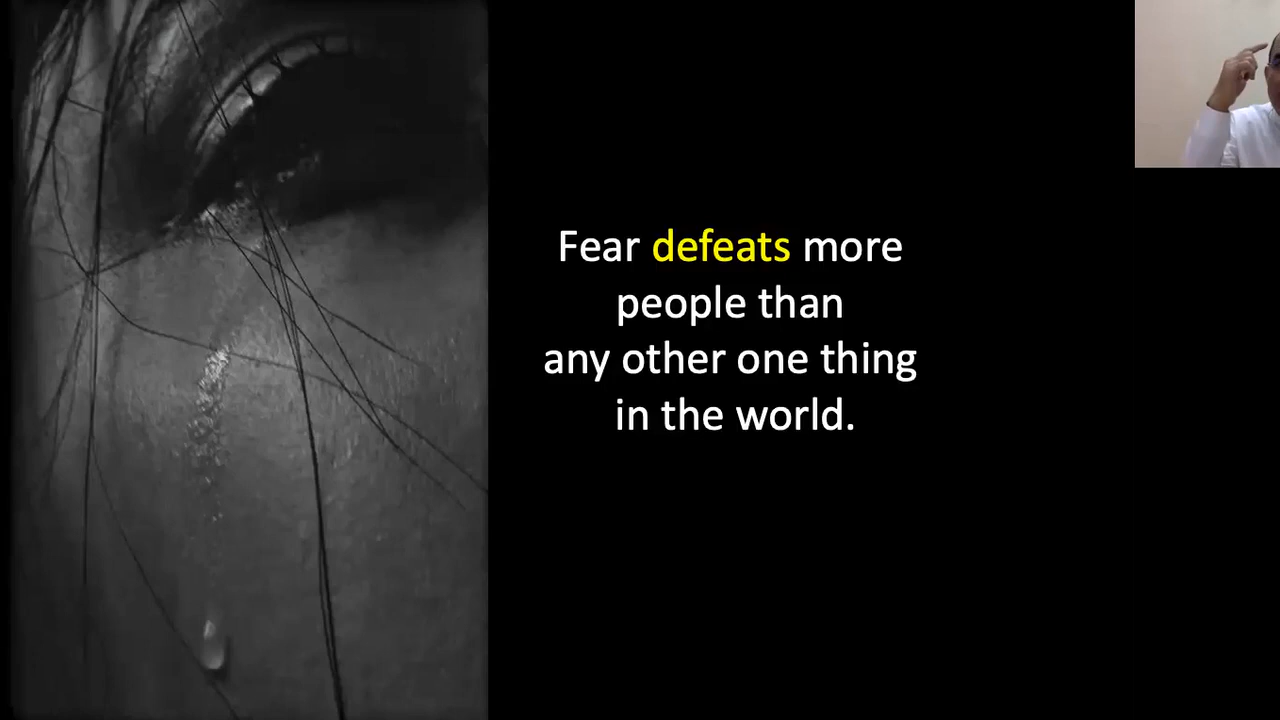 Fear defeats more
people than
any other one thing
in the world.